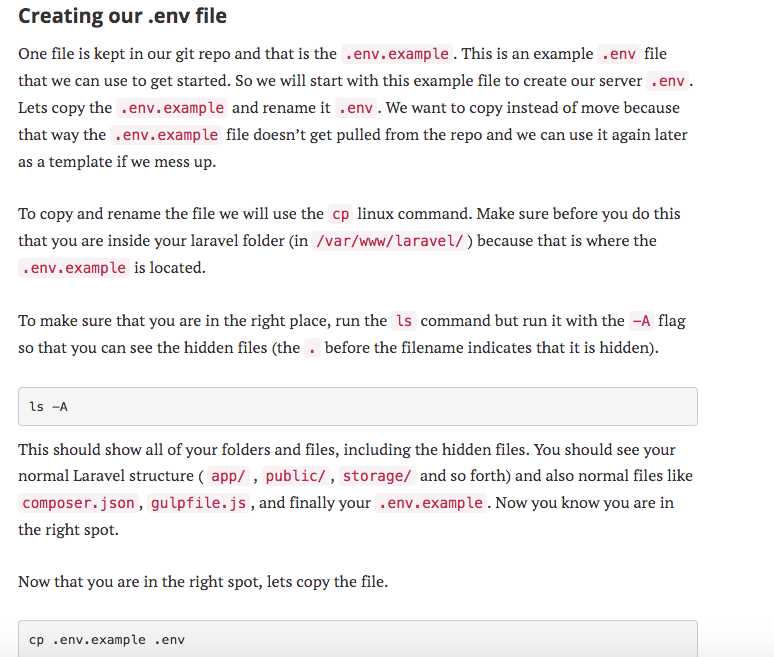 Creating our .env file
One file is kept in our git repo and that is the .env.example. This is an example .env file
that we can use to get started. So we will start with this example file to create our server .env.
Lets copy the .env.example and rename it .env. We want to copy instead of move because
that way the .env.example file doesn’t get pulled from the repo and we can use it again later
as a template if we mess up.
To copy and rename the file we will use the cp linux command. Make sure before you do this
that you are inside your laravel folder (in /var/www/laravel/) because that is where the
.env.example is located.
To make sure that you are in the right place, run the ls command but run it with the -A flag
so that you can see the hidden files (the . before the filename indicates that it is hidden).
ls -A
This should show all of your folders and files, including the hidden files. You should see your
normal Laravel structure ( app/ , public/, storage/ and so forth) and also normal files like
composer.json, gulpfile.js, and finally your .env.example. Now you know you are in
the right spot.
Now that you are in the right spot, lets copy the file.
cp .env.example .env